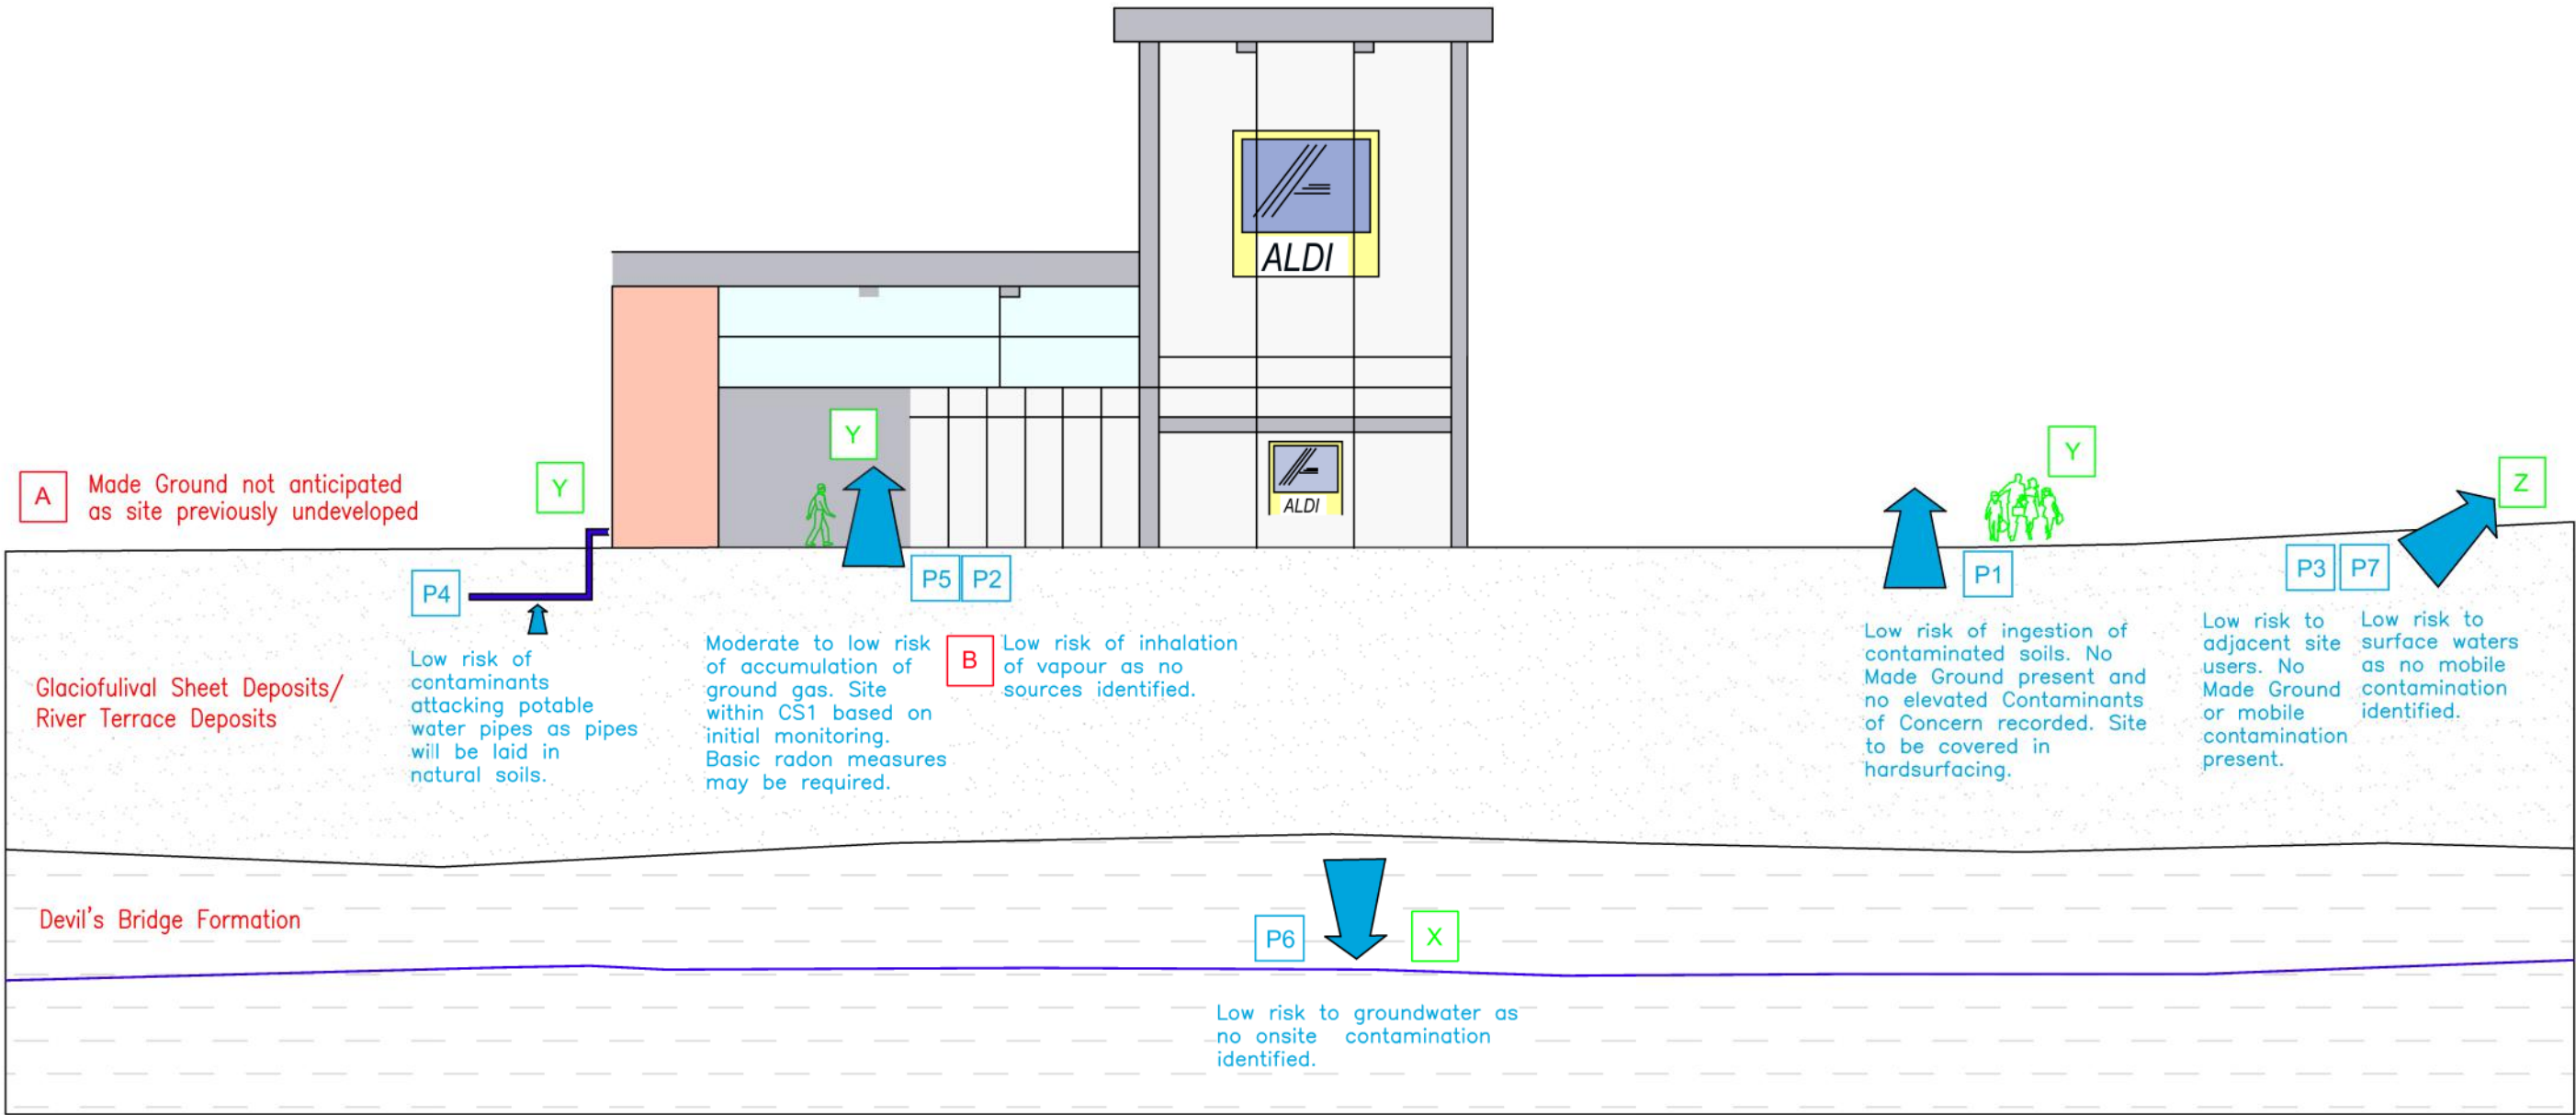 ALDI
ALDI
A
Made Ground not anticipated
as site previously undeveloped
Y
Y
Y
Z
P4
Low risk of
contaminants
attacking potable
water pipes as pipes
will be laid in
natural soils.
P5
P2
Moderate to low risk
of accumulation of
ground gas. Site
within CS1 based on
initial monitoring.
Basic radon measures
may be required.
B
Low risk of inhalation
of vapour as no
sources identified.
P1
Low risk of ingestion of
contaminated soils. No
Made Ground present and
no elevated Contaminants
of Concern recorded. Site
to be covered in
hardsurfacing.
P3
P7
Low risk to
adjacent site
users. No
Made Ground
or mobile
contamination
present.
Low risk to
surface waters
as no mobile
contamination
identified.
Glaciofulival Sheet Deposits/
River Terrace Deposits
Devil's Bridge Formation
P6
X
Low risk to groundwater as
no onsite contamination
identified.